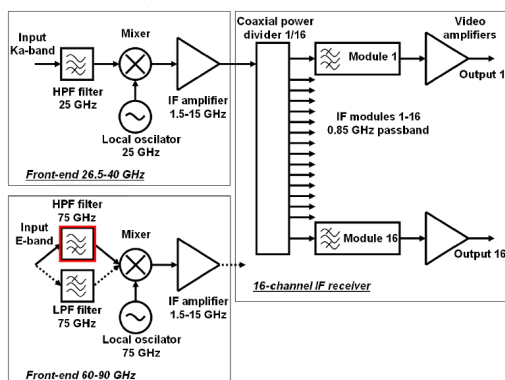 Input
Ka-band
HPF filter
25 GHz
Mixer
Local oscilator
25 GHz
IF amplifier
1.5-15 GHz
Front-end 26.5-40 GHz
Coaxial power
divider 1/16
Module 1
Video
amplifiers
Output 1
IF modules 1-16
0.85 GHz passband
Module 16
Output 16
16-channel IF receiver
HPF filter
75 GHz
Input
E-band
LPF filter
75 GHz
Mixer
Local oscilator
75 GHz
IF amplifier
1.5-15 GHz
Front-end 60-90 GHz